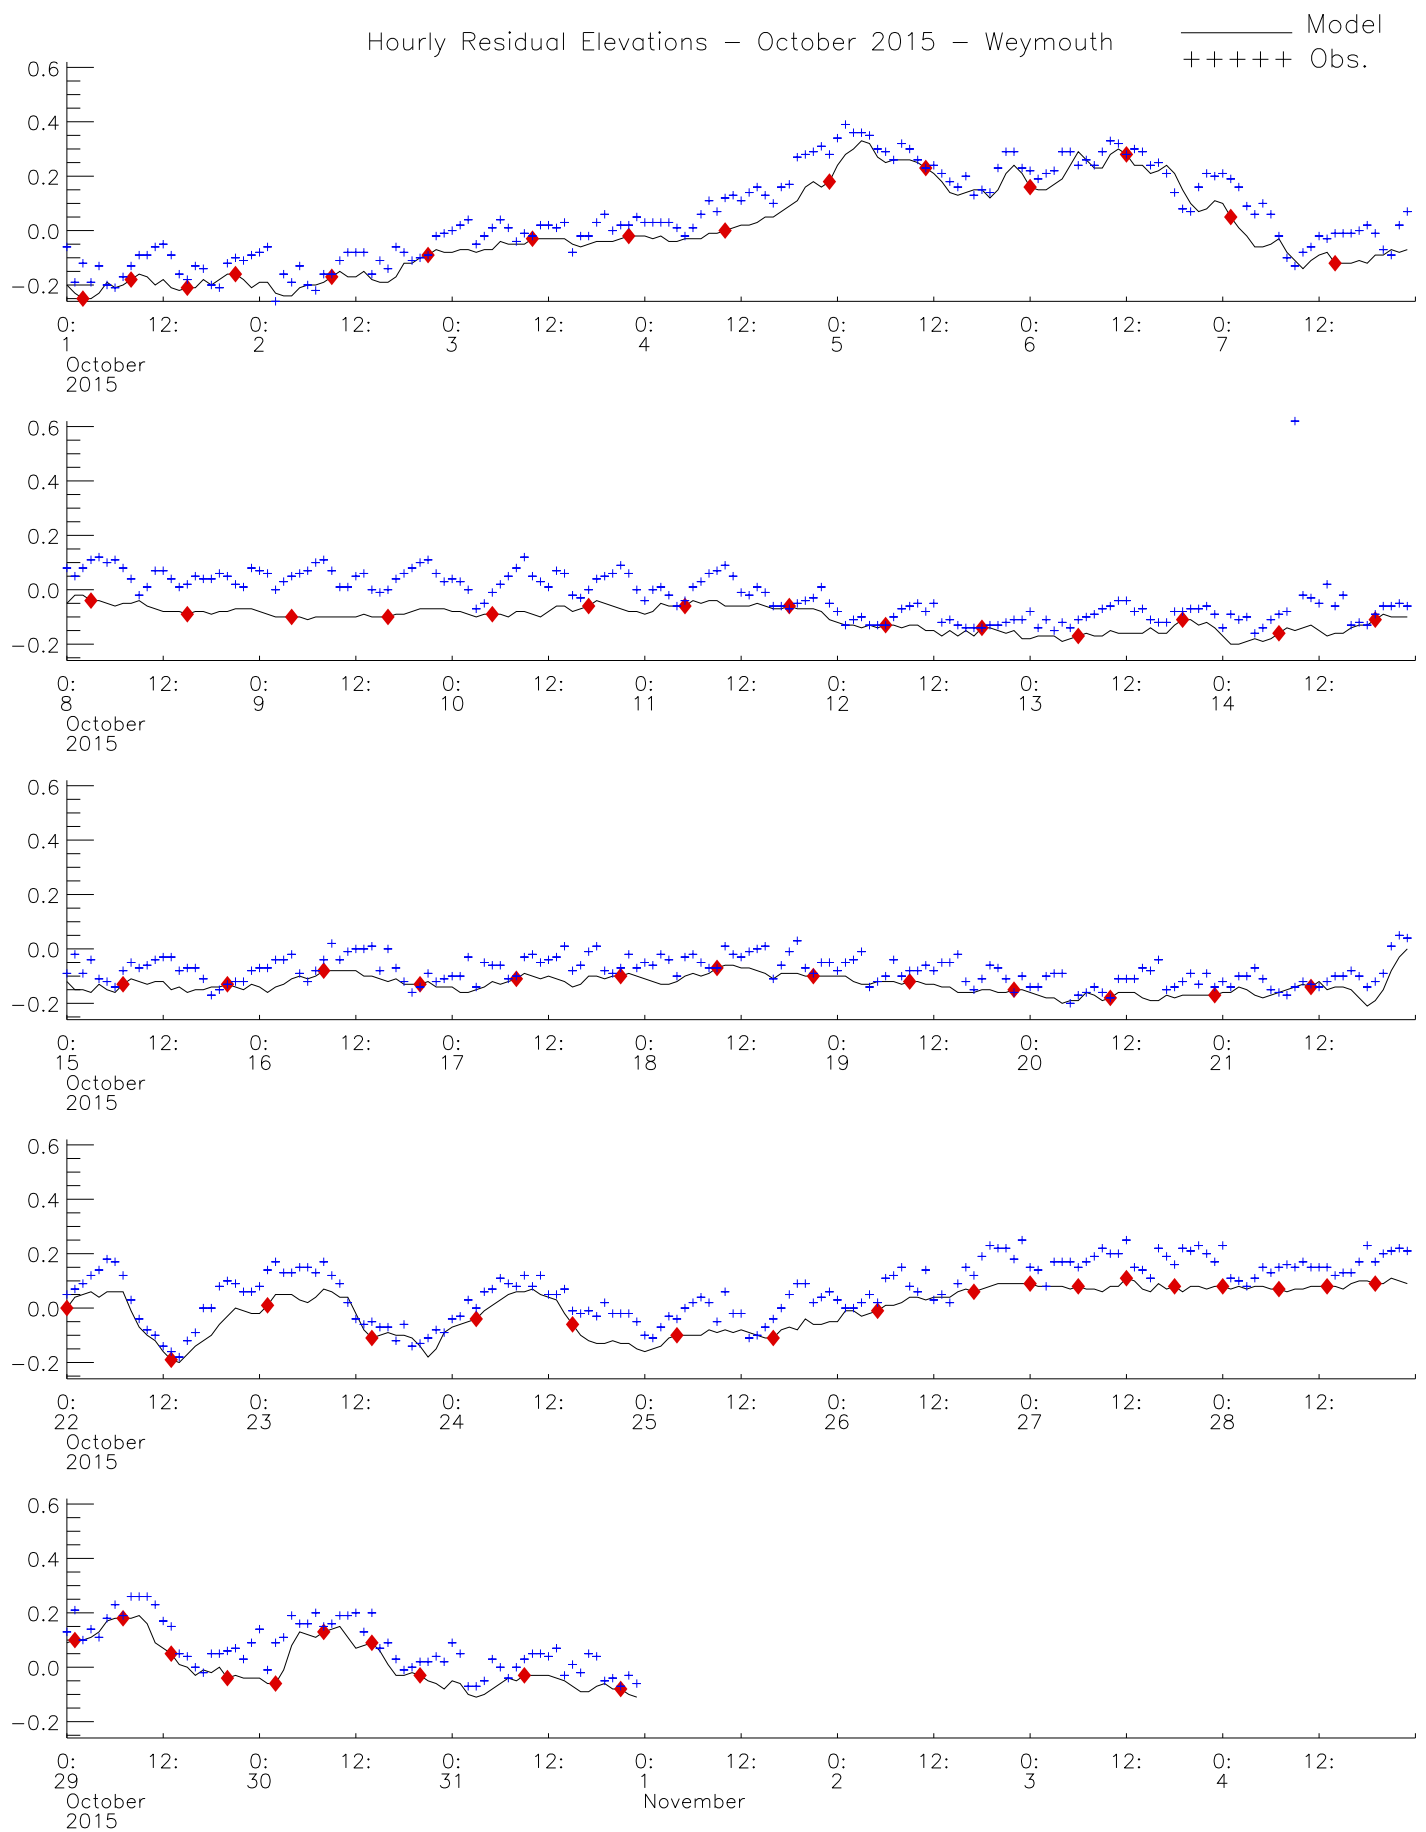 Hourly Residual Elevations – October 2015 – Weymouth
Model
+++++ Obs.
0.6
0.4
0.2
0.0
−0.2
0: 12: 0: 12: 0: 12: 0: 12: 0: 12: 0: 12: 0: 12:
1 2 3 4 5 6 7
October
2015
0.6
0.4
0.2
0.0
−0.2
0: 12: 0: 12: 0: 12: 0: 12: 0: 12: 0: 12: 0: 12:
8 9 10 11 12 13 14
October
2015
0.6
0.4
0.2
0.0
−0.2
0: 12: 0: 12: 0: 12: 0: 12: 0: 12: 0: 12: 0: 12:
15 16 17 18 19 20 21
October
2015
0.6
0.4
0.2
0.0
−0.2
0: 12: 0: 12: 0: 12: 0: 12: 0: 12: 0: 12: 0: 12:
22 23 24 25 26 27 28
October
2015
0.6
0.4
0.2
0.0
−0.2
0: 12: 0: 12: 0: 12: 0: 12: 0: 12: 0: 12: 0: 12:
29 30 31 1 2 3 4
October November
2015